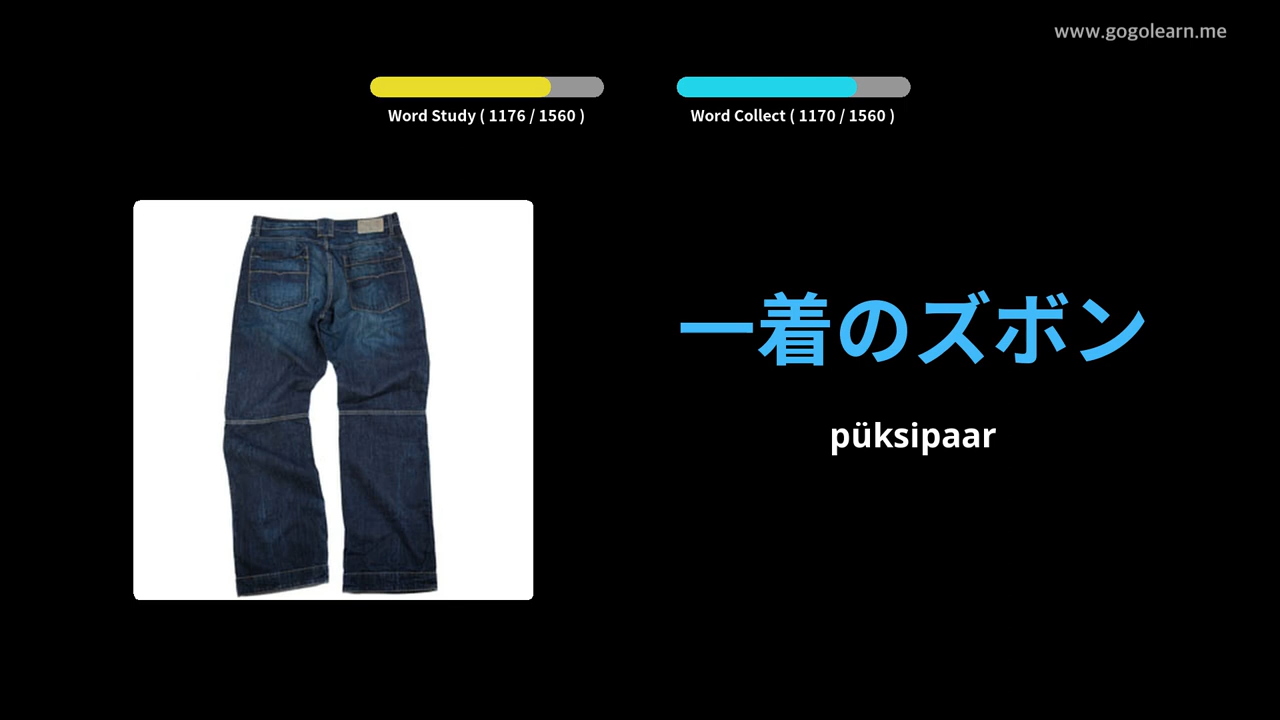 www.gogolearn.me
Word Study ( 1176 / 1560 )
Word Collect ( 1170 / 1560 )
一着のズボン
püksipaar